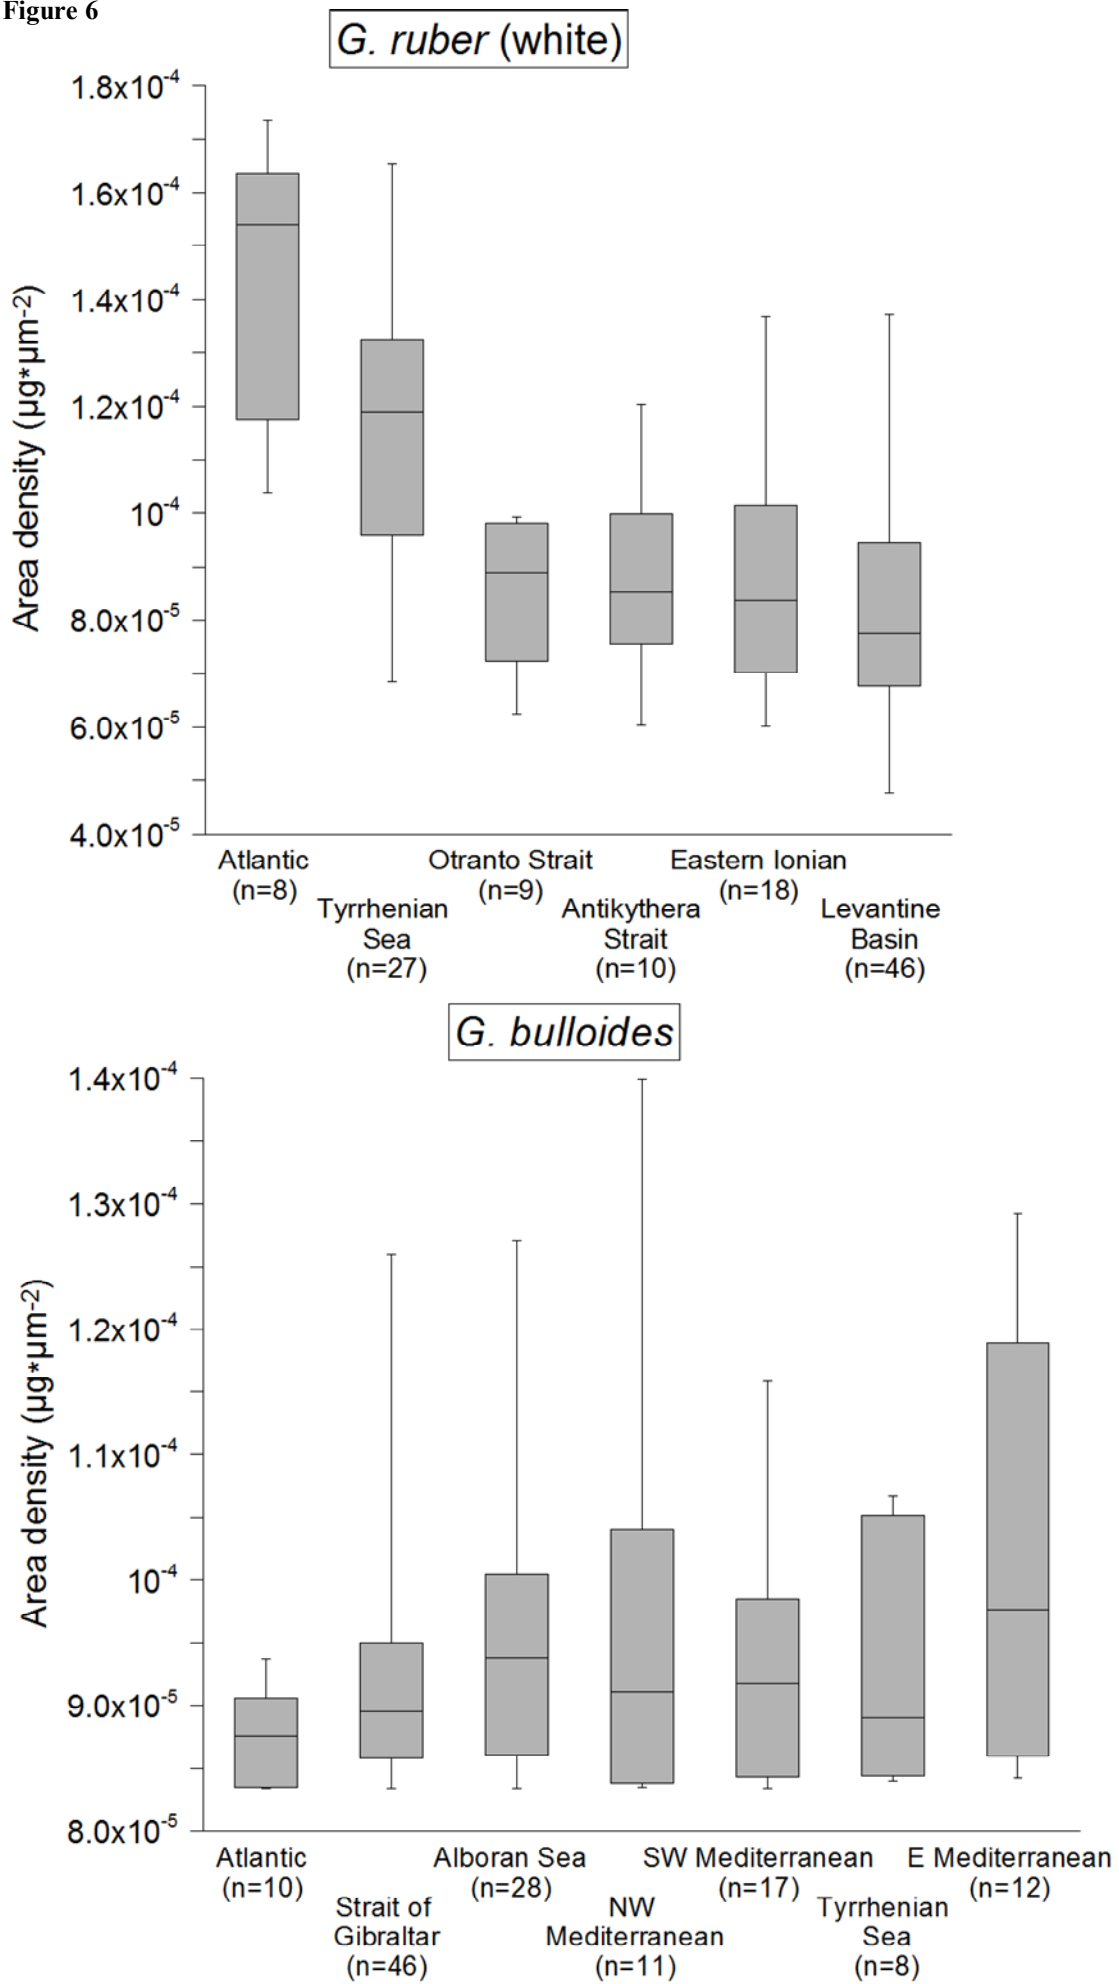 Figure 6
G. ruber (white)
Area density (µg*µm-2)
1.8x10-4
1.6x10-4
1.4x10-4
1.2x10-4
10-4
8.0x10-5
6.0x10-5
4.0x10-5
Atlantic
(n=8)
Tyrrhenian
Sea
(n=27)
Otranto Strait
(n=9)
Antikythera
Strait
(n=10)
Eastern Ionian
(n=18)
Levantine
Basin
(n=46)
G. bulloides
Area density (µg*µm-2)
1.4x10-4
1.3x10-4
1.2x10-4
1.1x10-4
10-4
9.0x10-5
8.0x10-5
Atlantic
(n=10)
Strait of
Gibraltar
(n=46)
Alboran Sea
(n=28)
NW
Mediterranean
(n=11)
SW Mediterranean
(n=17)
Tyrrhenian
Sea
(n=8)
E Mediterranean
(n=12)